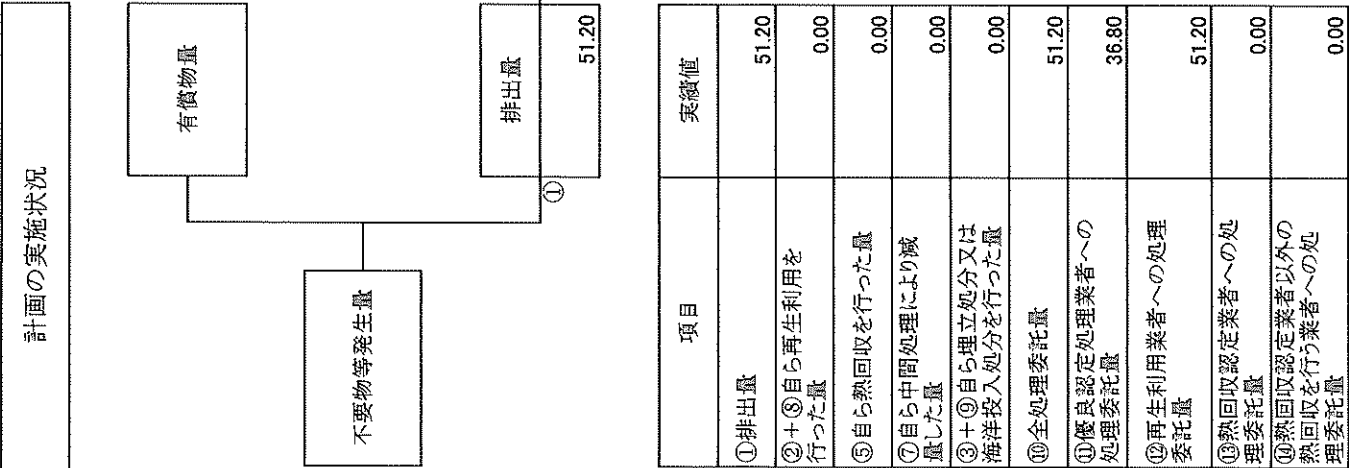 計画の実施状況
有償物量
不要物等発生量
排出量
①
51.20
項目 実績値
①排出量 51.20
②+⑧自ら再生利用を
行った量 0.00
⑤自ら熱回収を行った量 0.00
⑦自ら中間処理により減
量した量 0.00
③+⑨自ら埋立処分又は
海洋投入処分を行った量 0.00
⑩全処理委託量 51.20
⑪優良認定処理業者への
処理委託量 36.80
⑫再生利用業者への処理
委託量 51.20
⑬熱回収認定業者への処
理委託量 0.00
⑭熱回収認定業者以外の
熱回収を行う業者への処
理委託量 0.00